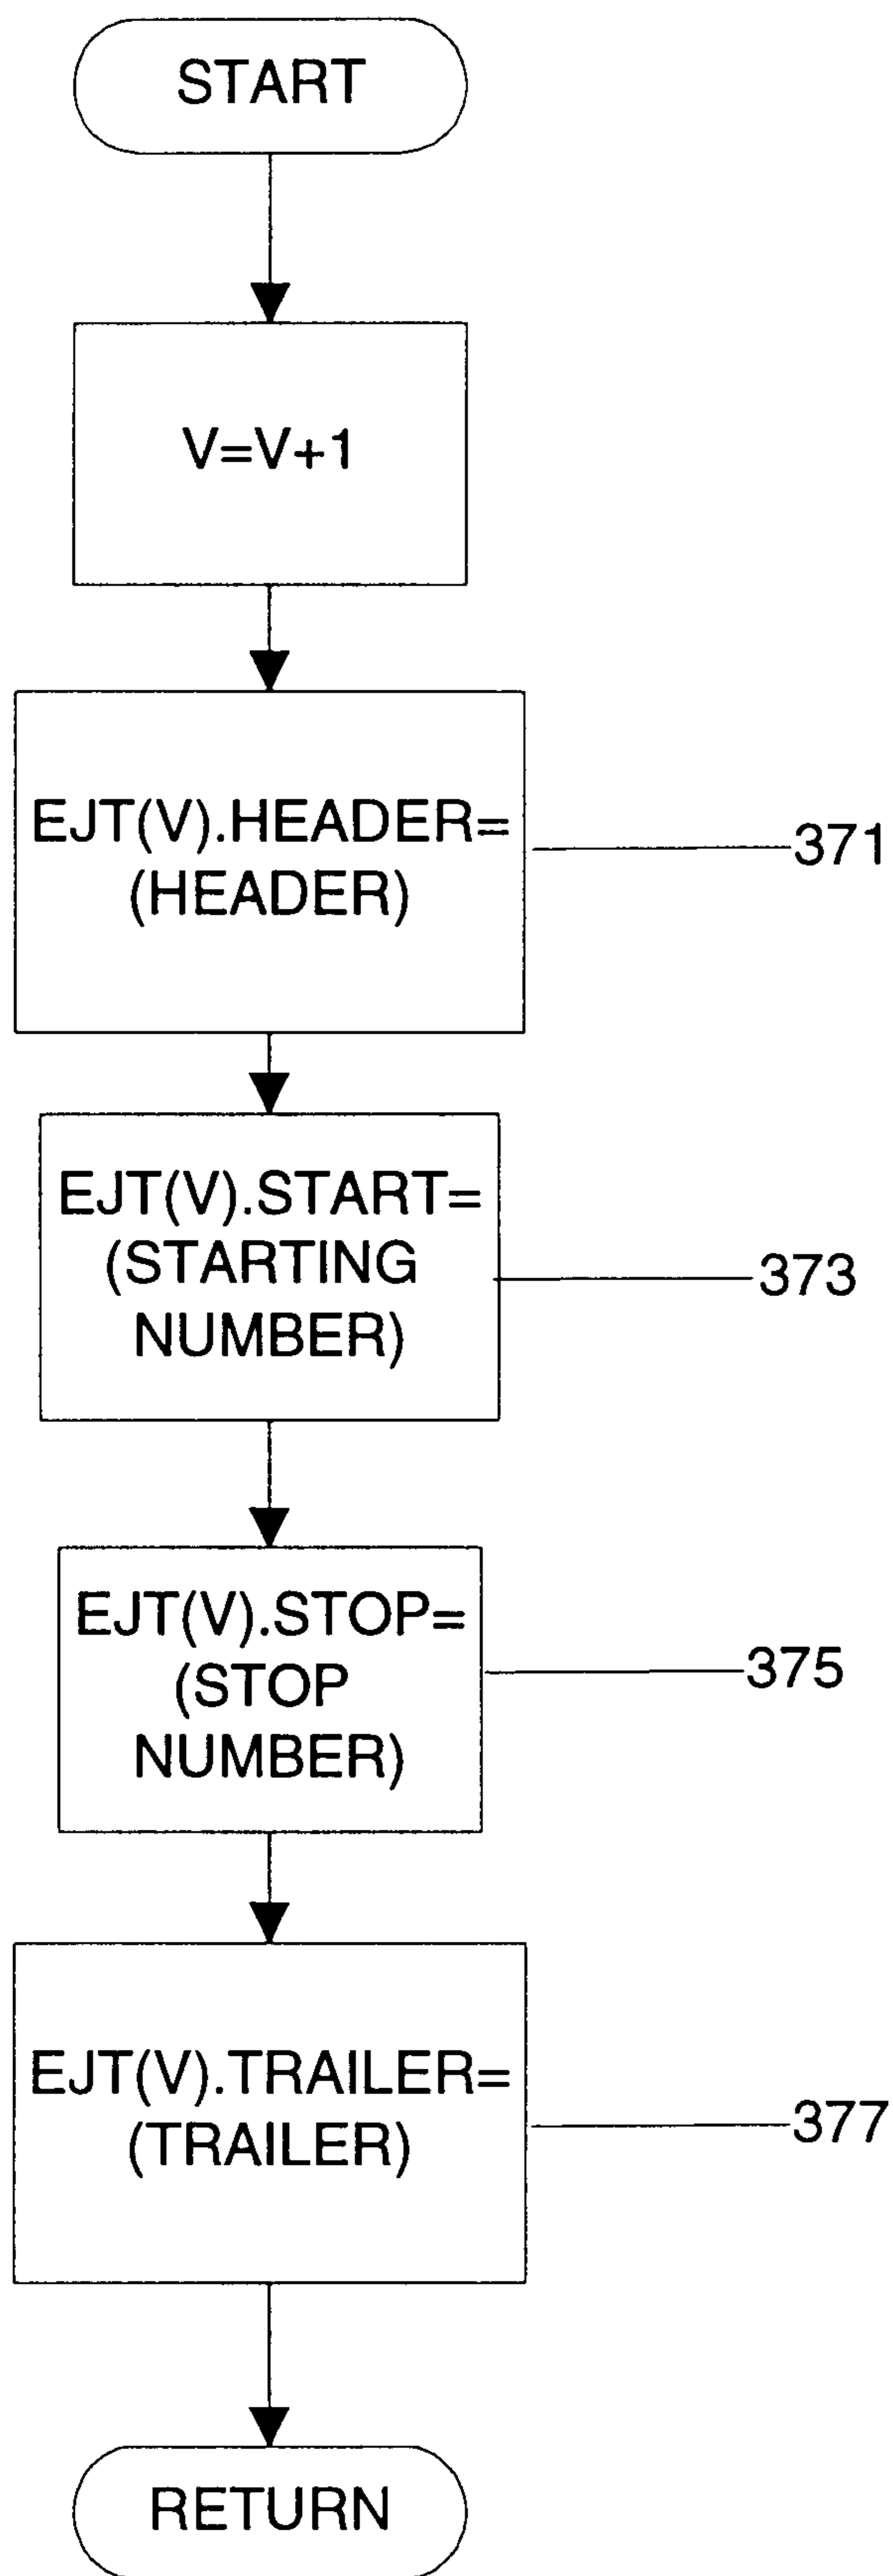 START
V=V+1
EJT(V).HEADER=
(HEADER)
371
EJT(V).START=
(STARTING
NUMBER)
373
EJT(V).STOP=
(STOP
NUMBER)
375
EJT(V).TRAILER=
(TRAILER)
377
RETURN